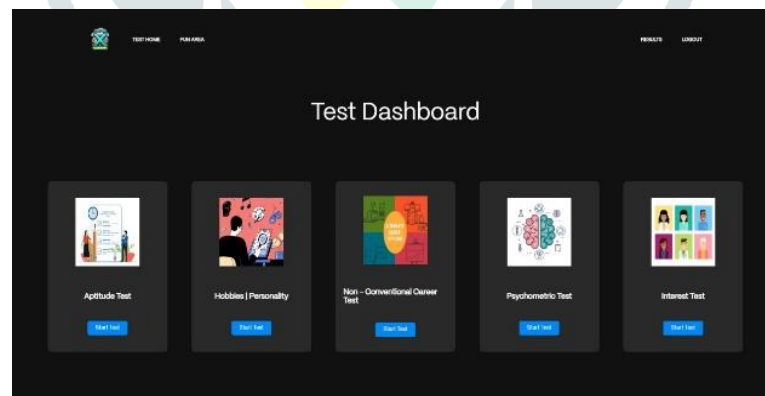 TEST HOME FUN AREA RESULTS LOGOUT
Test Dashboard
Aptitude Test
Hobbies | Personality
Non - Conventional Career
Test
Psychometric Test
Interest Test
Start Test
Start Test
Start Test
Start Test
Start Test